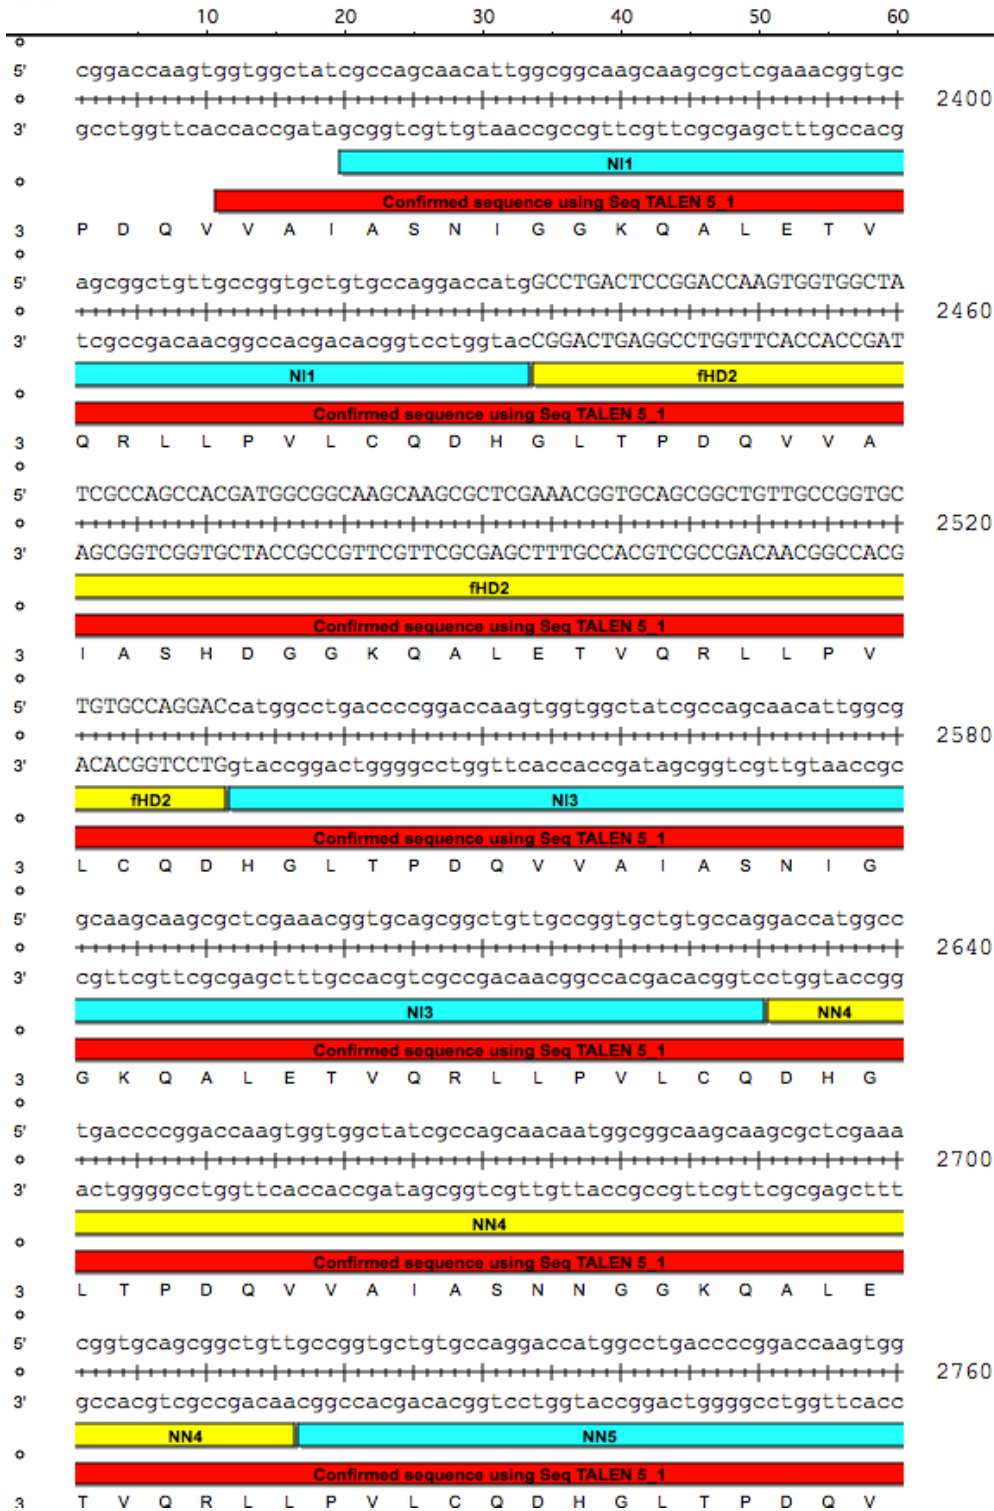 10 20 30 40 50 60
5' cggaccaagtggtggctatcgccagcaacattggcggcaagcaagcgctcgaaacggtgc
2400
3' gcctggttcaccaccgatagcggtcgttgtaaccgccgttcgttcgcgagctttgccacg
NI1
Confirmed sequence using Seq TALEN 5_1
3 P D Q V V A I A S N I G G K Q A L E T V
5' agcggctgttgccggtgctgtgccaggaccatgGCCTGACTCCGGACCAAGTGGTGGCTA
2460
3' tcgccgacaacggccacgacacggtcctggtacCGGACTGAGGCCTGGTTCACCACCGAT
NI1 fHD2
Confirmed sequence using Seq TALEN 5_1
3 Q R L L P V L C Q D H G L T P D Q V V A
5' TCGCCAGCCACGATGGCGGCAAGCAAGCGCTCGAAACGGTGCAGCGGCTGTTGCCGGTGC
2520
3' AGCGGTCGGTGCTACCGCCGTTCGTTCGCGAGCTTTGCCACGTCGCCGACAACGGCCACG
fHD2
Confirmed sequence using Seq TALEN 5_1
3 I A S H D G G K Q A L E T V Q R L L P V
5' TGTGCCAGGACcatggcctgaccccggaccaagtggtggctatcgccagcaacattggcg
2580
3' ACACGGTCCTGgtaccggactggggcctggttcaccaccgatagcggtcgttgtaaccgc
fHD2 NI3
Confirmed sequence using Seq TALEN 5_1
3 L C Q D H G L T P D Q V V A I A S N I G
5' gcaagcaagcgctcgaaacggtgcagcggctgttgccggtgctgtgccaggaccatggcc
2640
3' cgttcgttcgcgagctttgccacgtcgccgacaacggccacgacacggtcctggtaccgg
NI3 NN4
Confirmed sequence using Seq TALEN 5_1
3 G K Q A L E T V Q R L L P V L C Q D H G
5' tgaccccggaccaagtggtggctatcgccagcaacaatggcggcaagcaagcgctcgaaa
2700
3' actggggcctggttcaccaccgatagcggtcgttgttaccgccgttcgttcgcgagcttt
NN4
Confirmed sequence using Seq TALEN 5_1
3 L T P D Q V V A I A S N N G G K Q A L E
5' cggtgcagcggctgttgccggtgctgtgccaggaccatggcctgaccccggaccaagtgg
2760
3' gccacgtcgccgacaacggccacgacacggtcctggtaccggactggggcctggttcacc
NN4 NN5
Confirmed sequence using Seq TALEN 5_1
3 T V Q R L L P V L C Q D H G L T P D Q V